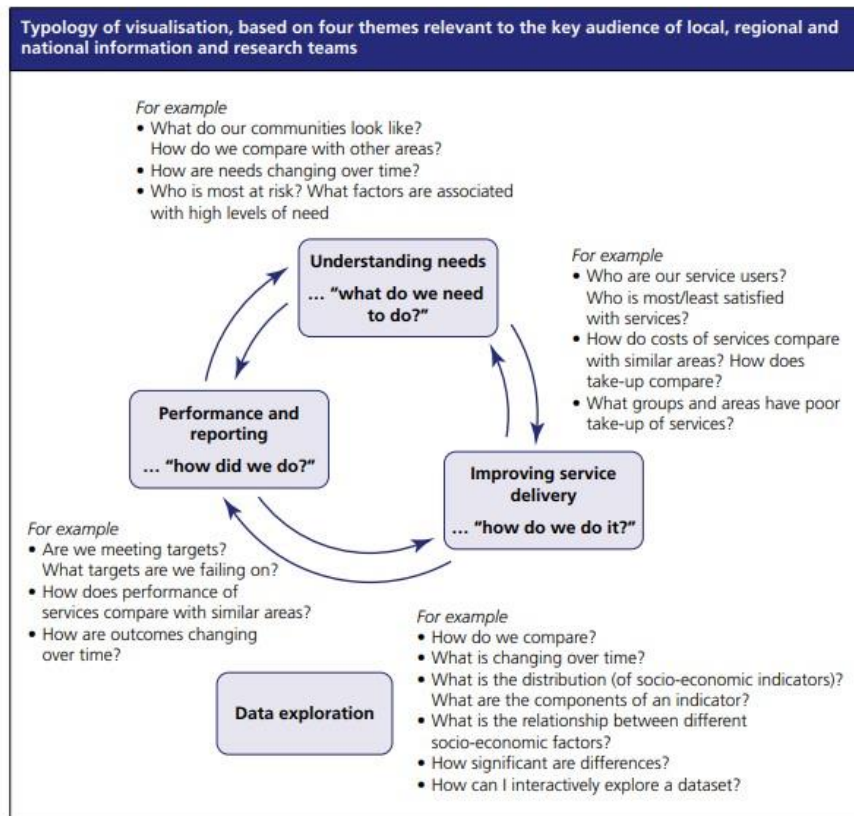 Typology of visualisation, based on four themes relevant to the key audience of local, regional and
national information and research teams
For example
• What do our communities look like?
How do we compare with other areas?
• How are needs changing over time?
• Who is most at risk? What factors are associated
with high levels of need
Understanding needs
... “what do we need
to do?”
For example
• Who are our service users?
Who is most/least satisfied
with services?
• How do costs of services compare
with similar areas? How does
take-up compare?
• What groups and areas have poor
take-up of services?
Performance and
reporting
... “how did we do?”
Improving service
delivery
... “how do we do it?”
For example
• Are we meeting targets?
What targets are we failing on?
• How does performance of
services compare with similar areas?
• How are outcomes changing
over time?
For example
• How do we compare?
• What is changing over time?
• What is the distribution (of socio-economic indicators)?
What are the components of an indicator?
• What is the relationship between different
socio-economic factors?
• How significant are differences?
• How can I interactively explore a dataset?
Data exploration